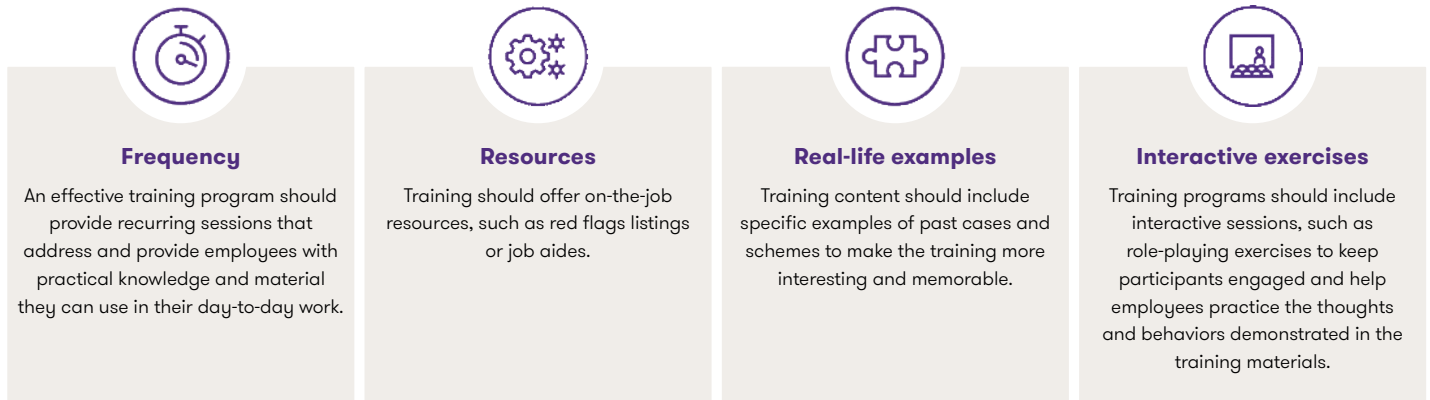 Frequency
An effective training program should
provide recurring sessions that
address and provide employees with
practical knowledge and material
they can use in their day-to-day work.
Resources
Training should offer on-the-job
resources, such as red flags listings
or job aides.
Real-life examples
Training content should include
specific examples of past cases and
schemes to make the training more
interesting and memorable.
Interactive exercises
Training programs should include
interactive sessions, such as
role-playing exercises to keep
participants engaged and help
employees practice the thoughts
and behaviors demonstrated in the
training materials.